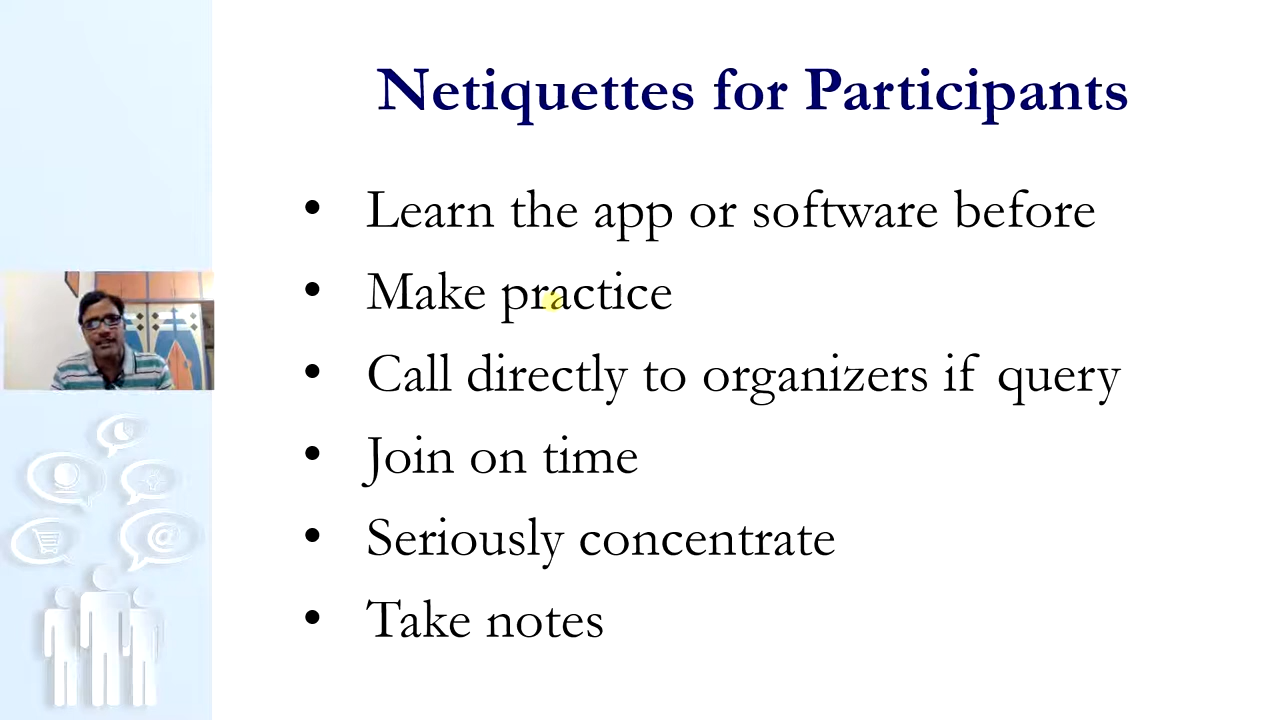 Netiquettes for Participants
• Learn the app or software before
• Make practice
• Call directly to organizers if query
• Join on time
• Seriously concentrate
• Take notes
@